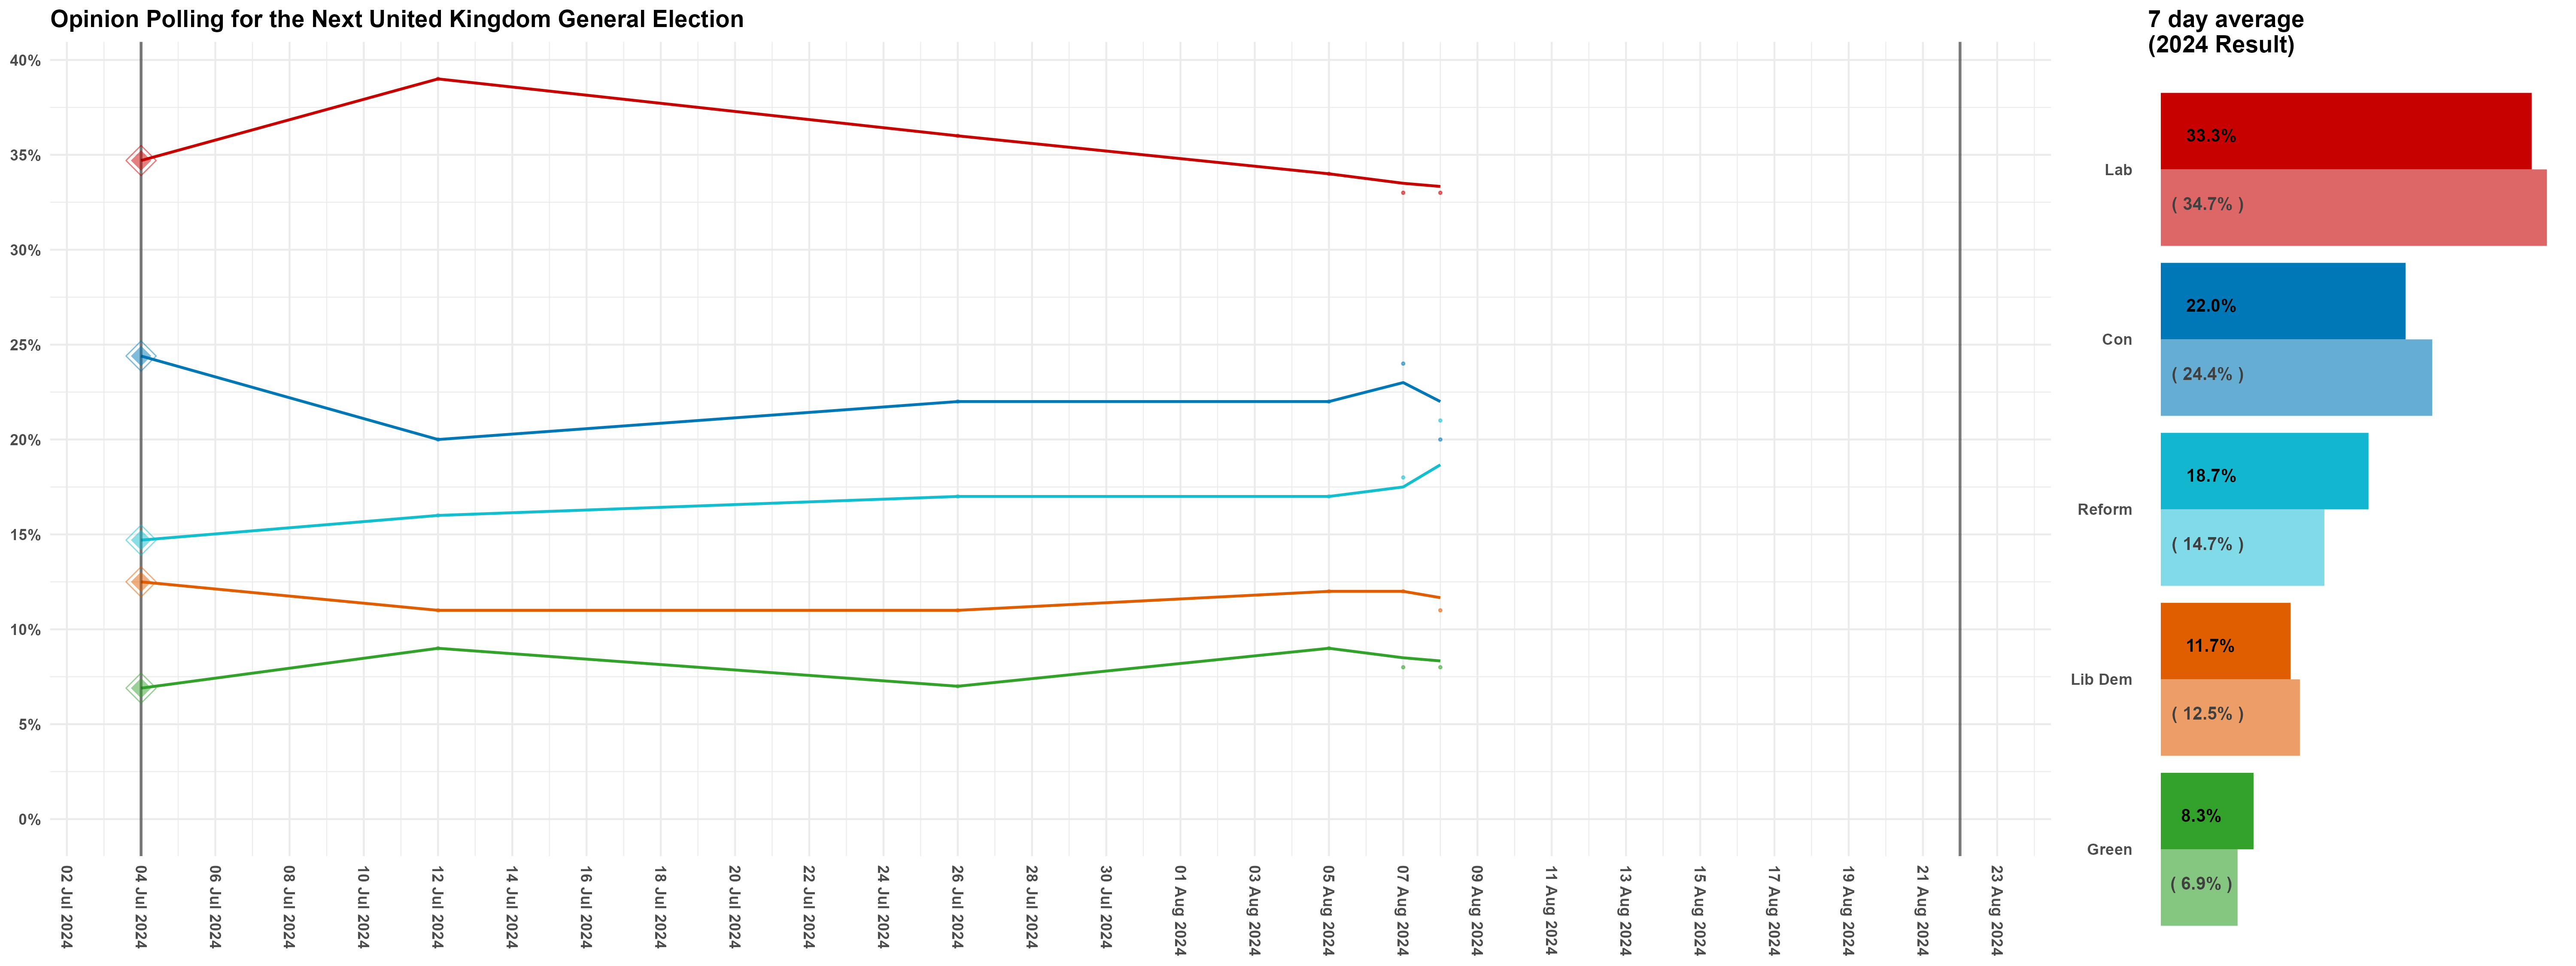 Opinion Polling for the Next United Kingdom General Election
40%
35%
30%
25%
20%
15%
10%
5%
0%
02 Jul 2024
04 Jul 2024
06 Jul 2024
08 Jul 2024
10 Jul 2024
12 Jul 2024
14 Jul 2024
16 Jul 2024
18 Jul 2024
20 Jul 2024
22 Jul 2024
24 Jul 2024
26 Jul 2024
28 Jul 2024
30 Jul 2024
01 Aug 2024
03 Aug 2024
05 Aug 2024
07 Aug 2024
09 Aug 2024
11 Aug 2024
13 Aug 2024
15 Aug 2024
17 Aug 2024
19 Aug 2024
21 Aug 2024
23 Aug 2024
7 day average
(2024 Result)
Lab
33.3%
( 34.7% )
Con
22.0%
( 24.4% )
Reform
18.7%
( 14.7% )
Lib Dem
11.7%
( 12.5% )
Green
8.3%
( 6.9% )